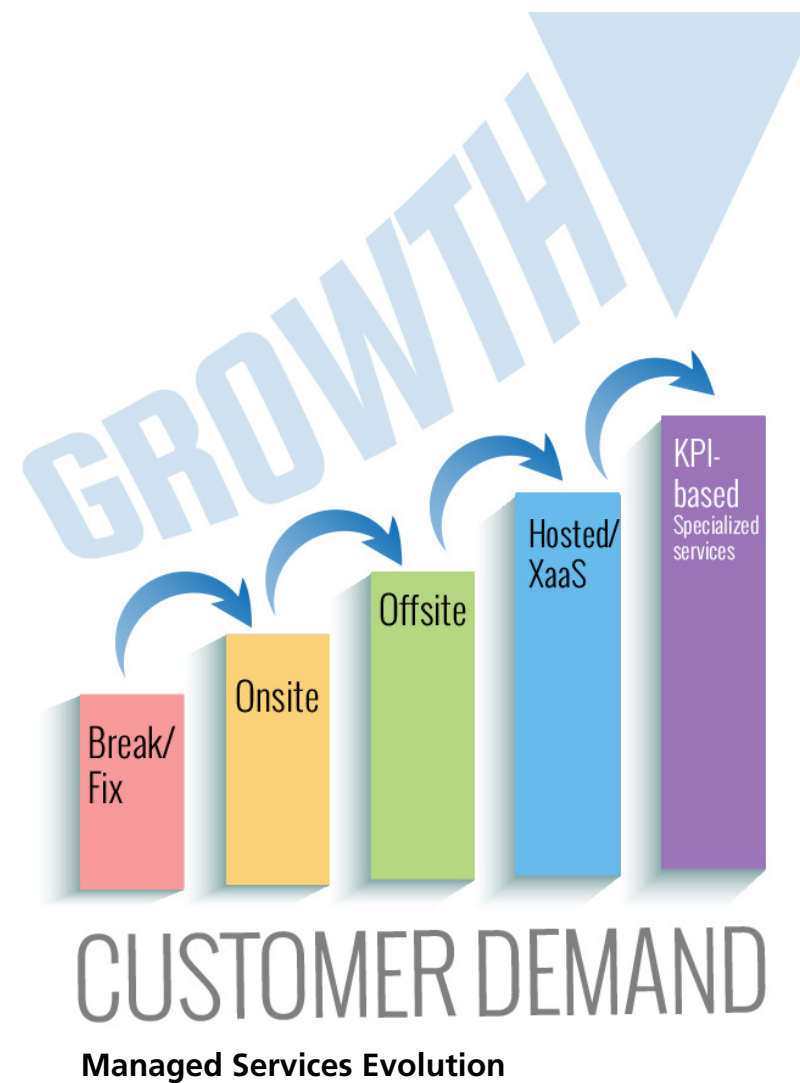 GROWTH
KPI-
based
Specialized
services
Hosted/
XaaS
Offsite
Onsite
Break/
Fix
CUSTOMER DEMAND
Managed Services Evolution